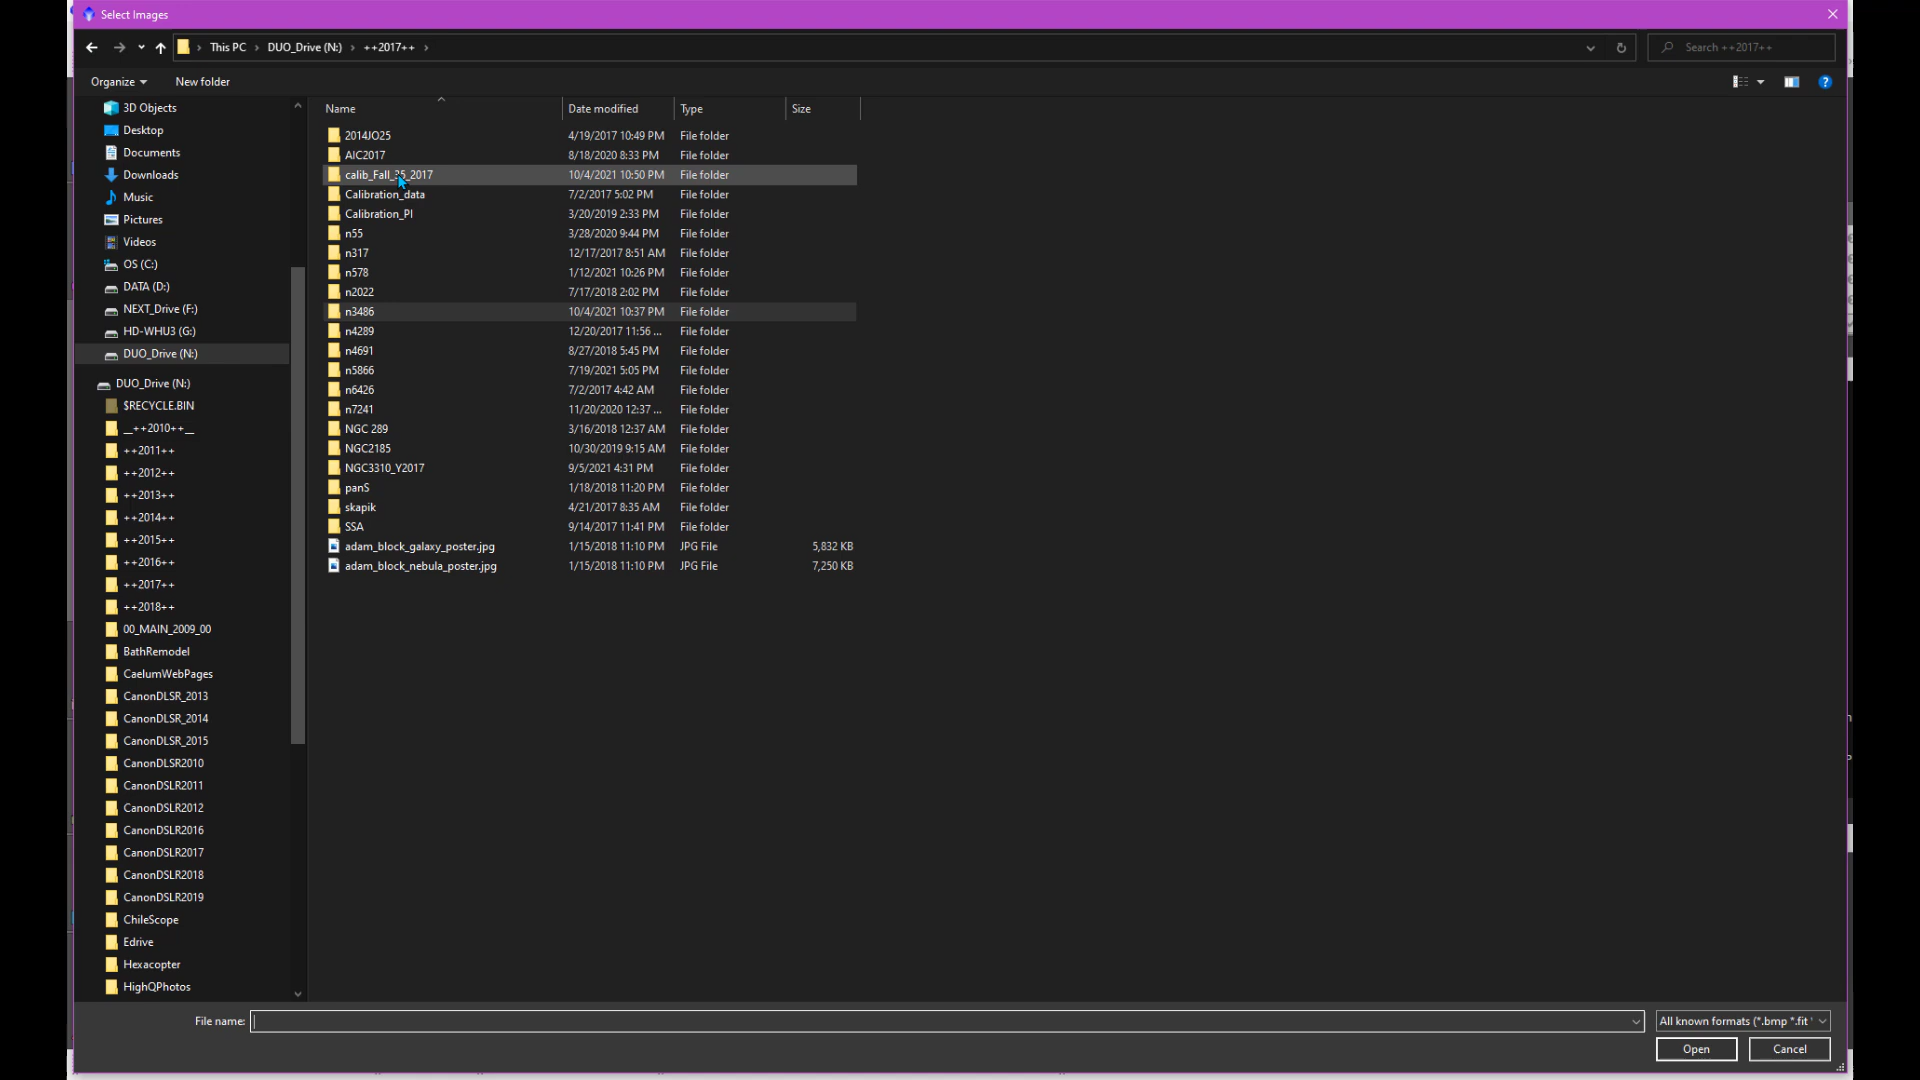 Select Images
This PC > DUO_Drive (N:) > ++2017++ >
Search ++2017++
Organize
New folder
3D Objects
Desktop
Documents
Downloads
Music
Pictures
Videos
OS (C:)
DATA (D:)
NEXT_Drive (F:)
HD-WHU3 (G:)
DUO_Drive (N:)
DUO_Drive (N:)
$RECYCLE.BIN
__++2010++__
++2011++
++2012++
++2013++
++2014++
++2015++
++2016++
++2017++
++2018++
00_MAIN_2009_00
BathRemodel
CaelumWebPages
CanonDLSR_2013
CanonDLSR_2014
CanonDLSR_2015
CanonDLSR2010
CanonDSLR2011
CanonDSLR2012
CanonDSLR2016
CanonDSLR2017
CanonDSLR2018
CanonDSLR2019
ChileScope
Edrive
Hexacopter
HighQPhotos
Name Date modified Type Size
2014JO25 4/19/2017 10:49 PM File folder
AIC2017 8/18/2020 8:33 PM File folder
calib_Fall_35_2017 10/4/2021 10:50 PM File folder
Calibration_data 7/2/2017 5:02 PM File folder
Calibration_PI 3/20/2019 2:33 PM File folder
n55 3/28/2020 9:44 PM File folder
n317 12/17/2017 8:51 AM File folder
n578 1/12/2021 10:26 PM File folder
n2022 7/17/2018 2:02 PM File folder
n3486 10/4/2021 10:37 PM File folder
n4289 12/20/2017 11:56 ... File folder
n4691 8/27/2018 5:45 PM File folder
n5866 7/19/2021 5:05 PM File folder
n6426 7/2/2017 4:42 AM File folder
n7241 11/20/2020 12:37 ... File folder
NGC 289 3/16/2018 12:37 AM File folder
NGC2185 10/30/2019 9:15 AM File folder
NGC3310_Y2017 9/5/2021 4:31 PM File folder
panS 1/18/2018 11:20 PM File folder
skapik 4/21/2017 8:35 AM File folder
SSA 9/14/2017 11:41 PM File folder
adam_block_galaxy_poster.jpg 1/15/2018 11:10 PM JPG File 5,832 KB
adam_block_nebula_poster.jpg 1/15/2018 11:10 PM JPG File 7,250 KB
File name:
All known formats (*.bmp *.fit
Open
Cancel